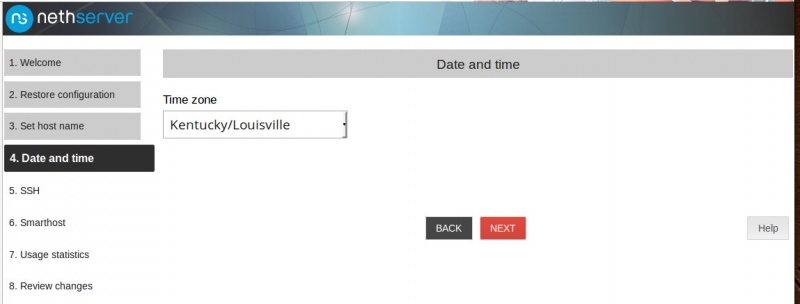 nethserver
1. Welcome
2. Restore configuration
3. Set host name
4. Date and time
5. SSH
6. Smarthost
7. Usage statistics
8. Review changes
Date and time
Time zone
Kentucky/Louisville
BACK NEXT Help